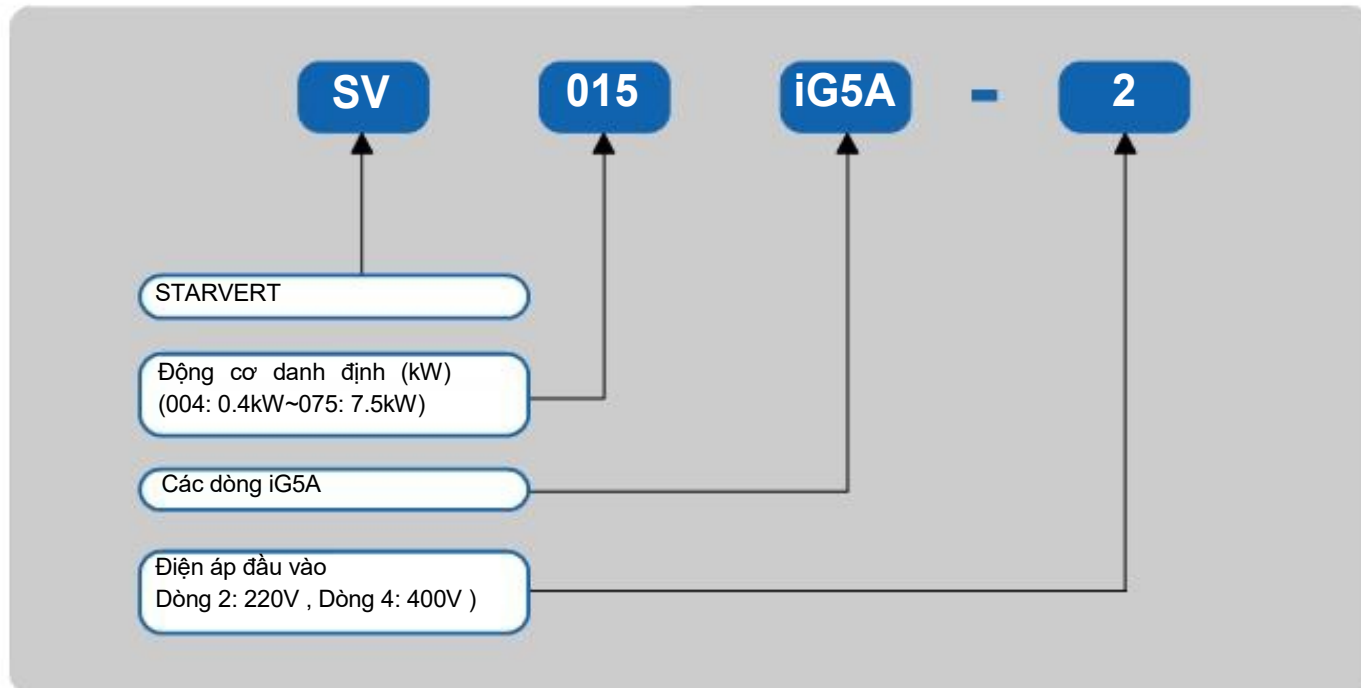 SV 015 iG5A - 2
STARVERT
Động cơ danh định (kW)
(004: 0.4kW~075: 7.5kW)
Các dòng iG5A
Điện áp đầu vào
Dòng 2: 220V , Dòng 4: 400V )